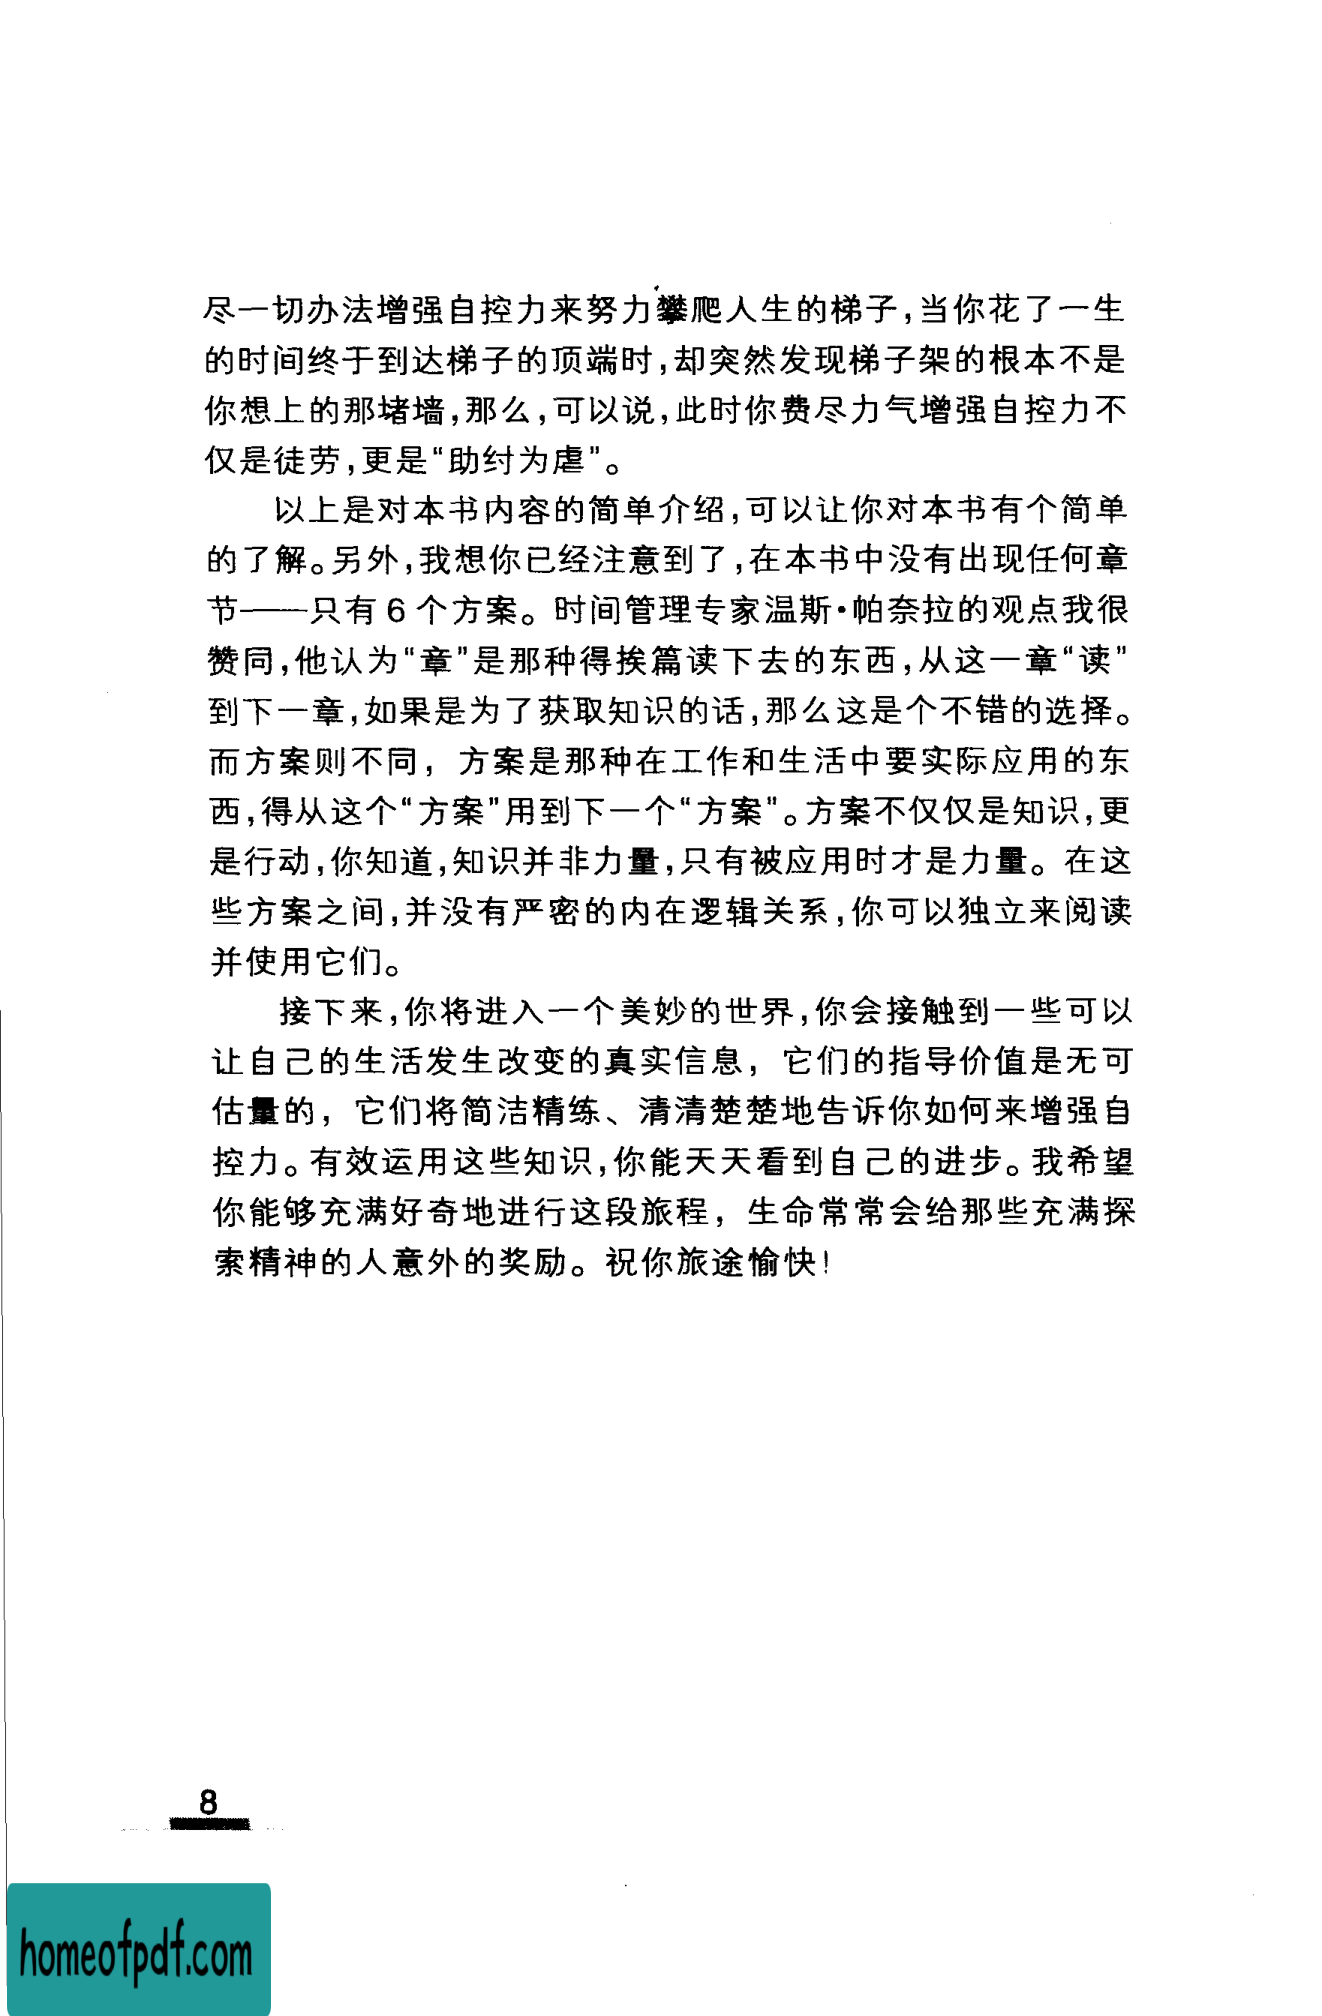 尽一切办法增强自控力来努力攀爬人生的梯子,当你花了一生
的时间终于到达梯子的顶端时,却突然发现梯子架的根本不是
你想上的那堵墙,那么,可以说,此时你费尽力气增强自控力不
仅是徒劳,更是“助纣为虐”。
以上是对本书内容的简单介绍,可以让你对本书有个简单
的了解。另外,我想你已经注意到了,在本书中没有出现任何章
节——只有6个方案。时间管理专家温斯·帕奈拉的观点我很
赞同,他认为“章”是那种得挨篇读下去的东西,从这一章“读”
到下一章,如果是为了获取知识的话,那么这是个不错的选择。
而方案则不同,方案是那种在工作和生活中要实际应用的东
西,得从这个“方案”用到下一个“方案”。方案不仅仅是知识,更
是行动,你知道,知识并非力量,只有被应用时才是力量。在这
些方案之间,并没有严密的内在逻辑关系,你可以独立来阅读
并使用它们。
接下来,你将进入一个美妙的世界,你会接触到一些可以
让自己的生活发生改变的真实信息,它们的指导价值是无可
估量的,它们将简洁精练、清清楚楚地告诉你如何来增强自
控力。有效运用这些知识,你能天天看到自己的进步。我希望
你能够充满好奇地进行这段旅程,生命常常会给那些充满探
索精神的人意外的奖励。祝你旅途愉快!
8
homeofpdf.com